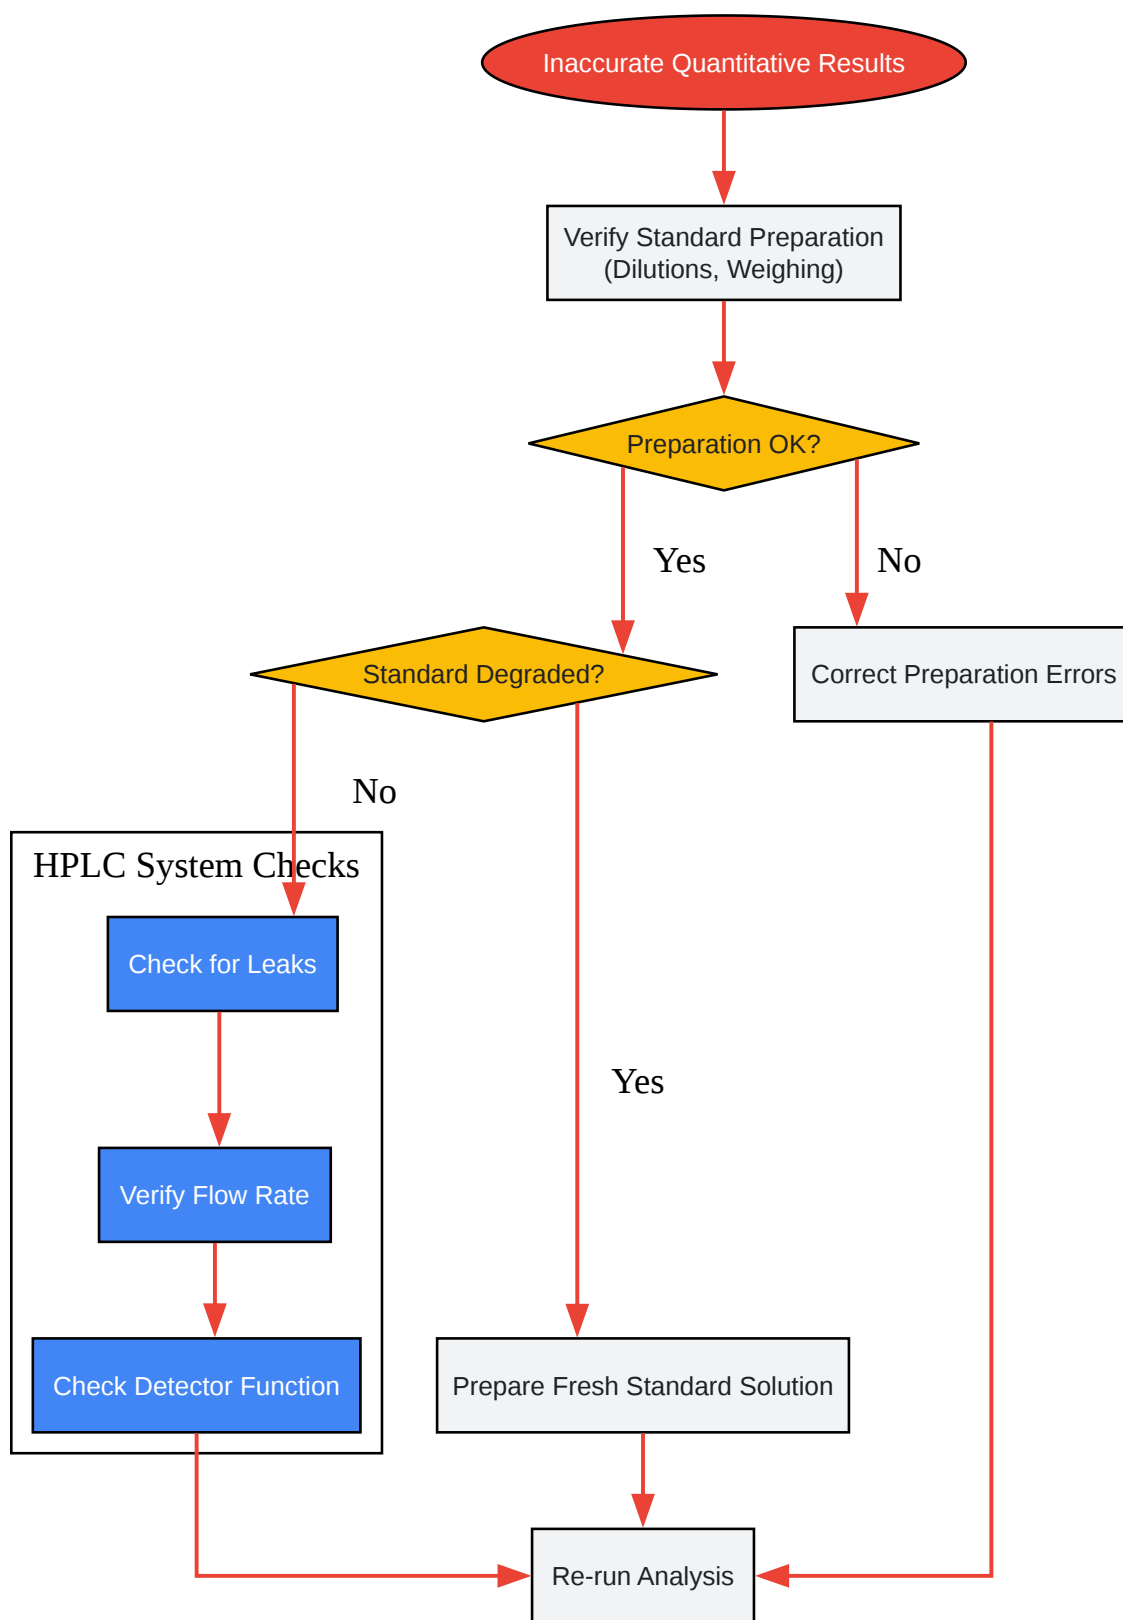 Inaccurate Quantitative Results
Verify Standard Preparation
(Dilutions, Weighing)
Preparation OK?
Yes
No
Standard Degraded?
Correct Preparation Errors
No
HPLC System Checks
Check for Leaks
Yes
Verify Flow Rate
Check Detector Function
Prepare Fresh Standard Solution
Re-run Analysis